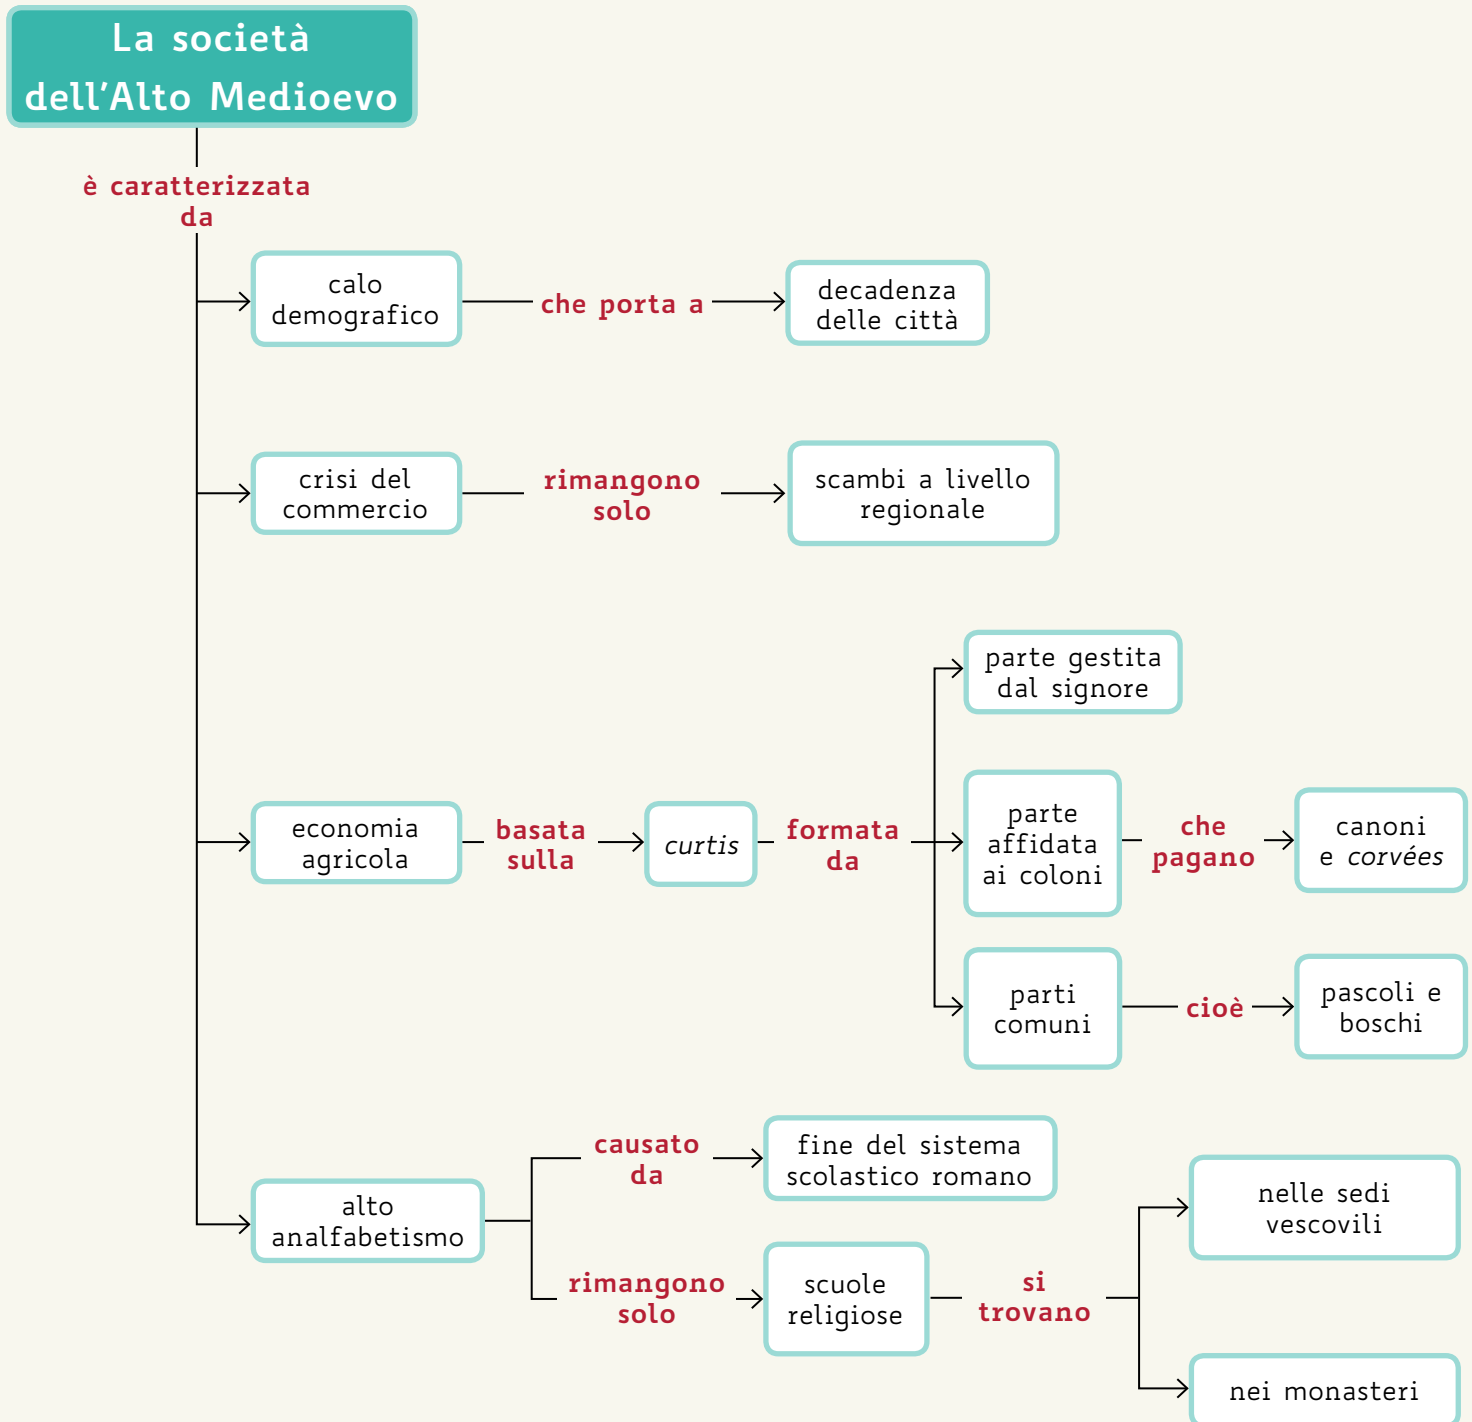 La società
dell'Alto Medioevo
è caratterizzata
da
calo
demografico
che porta a
decadenza
delle città
crisi del
commercio
rimangono
solo
scambi a livello
regionale
economia
agricola
basata
sulla
curtis
formata
da
parte gestita
dal signore
parte
affidata
ai coloni
che
pagano
canoni
e corvées
parti
comuni
cioè
pascoli e
boschi
alto
analfabetismo
causato
da
fine del sistema
scolastico romano
rimangono
solo
scuole
religiose
si
trovano
nelle sedi
vescovili
nei monasteri